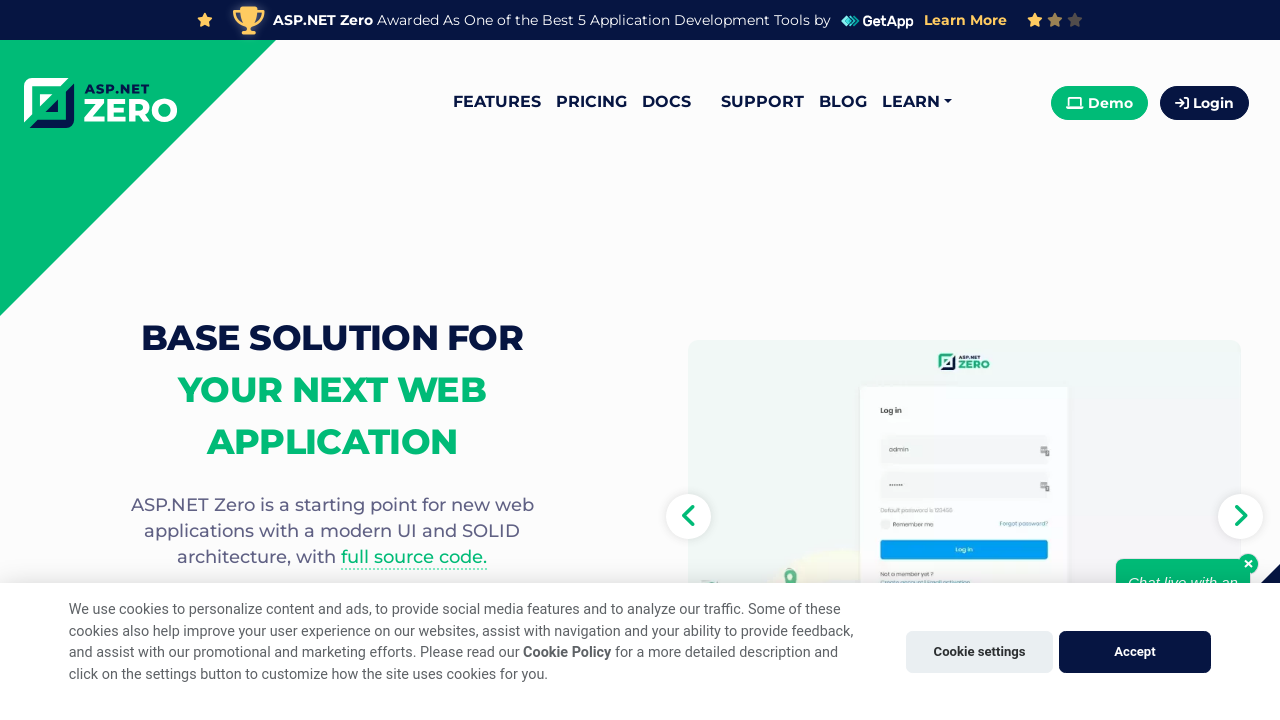 ASP.NET Zero Awarded As One of the Best 5 Application Development Tools by GetApp Learn More
ASP.NET
ZERO
FEATURES PRICING DOCS SUPPORT BLOG LEARN
Demo
Login
BASE SOLUTION FOR
YOUR NEXT WEB
APPLICATION
ASP.NET Zero is a starting point for new web
applications with a modern UI and SOLID
architecture, with full source code.
ASP.NET
ZERO
Log in
admin
Default password is 123456
Remember me
Forgot password?
Log in
Not a member yet ?
Chat live with an
We use cookies to personalize content and ads, to provide social media features and to analyze our traffic. Some of these
cookies also help improve your user experience on our websites, assist with navigation and your ability to provide feedback,
and assist with our promotional and marketing efforts. Please read our Cookie Policy for a more detailed description and
click on the settings button to customize how the site uses cookies for you.
Cookie settings
Accept